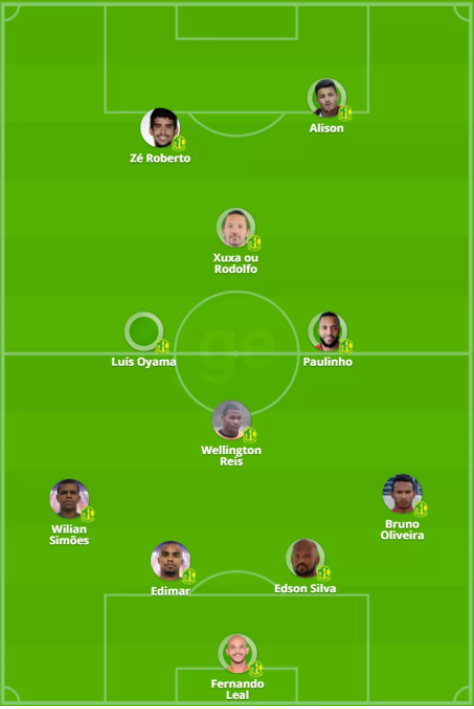 Alison
Zé Roberto
Xuxa ou
Rodolfo
ge
Luís Oyama
Paulinho
Wellington
Reis
Wilian
Simões
Bruno
Oliveira
Edimar
Edson Silva
Fernando
Leal